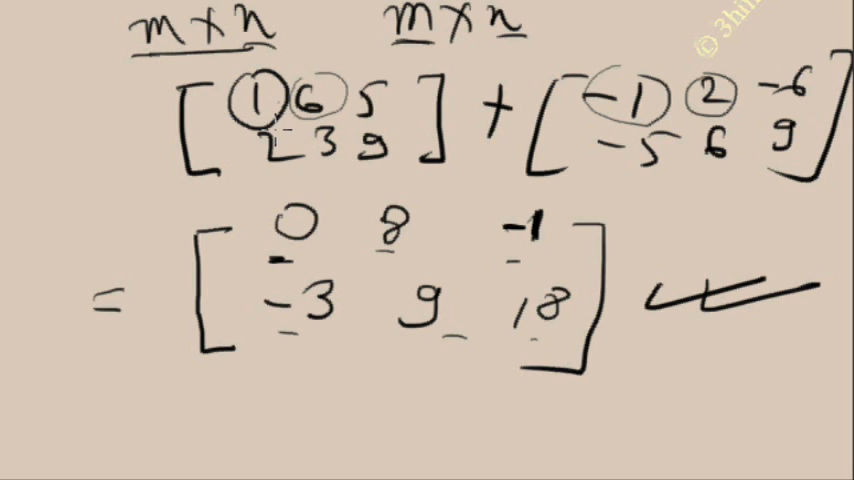 m × n m × n
[ 1 6 5 ] + [ -1 2 -6 ]
2 3 9 -5 6 9
0 8 -1
= [ -3 9 18 ]